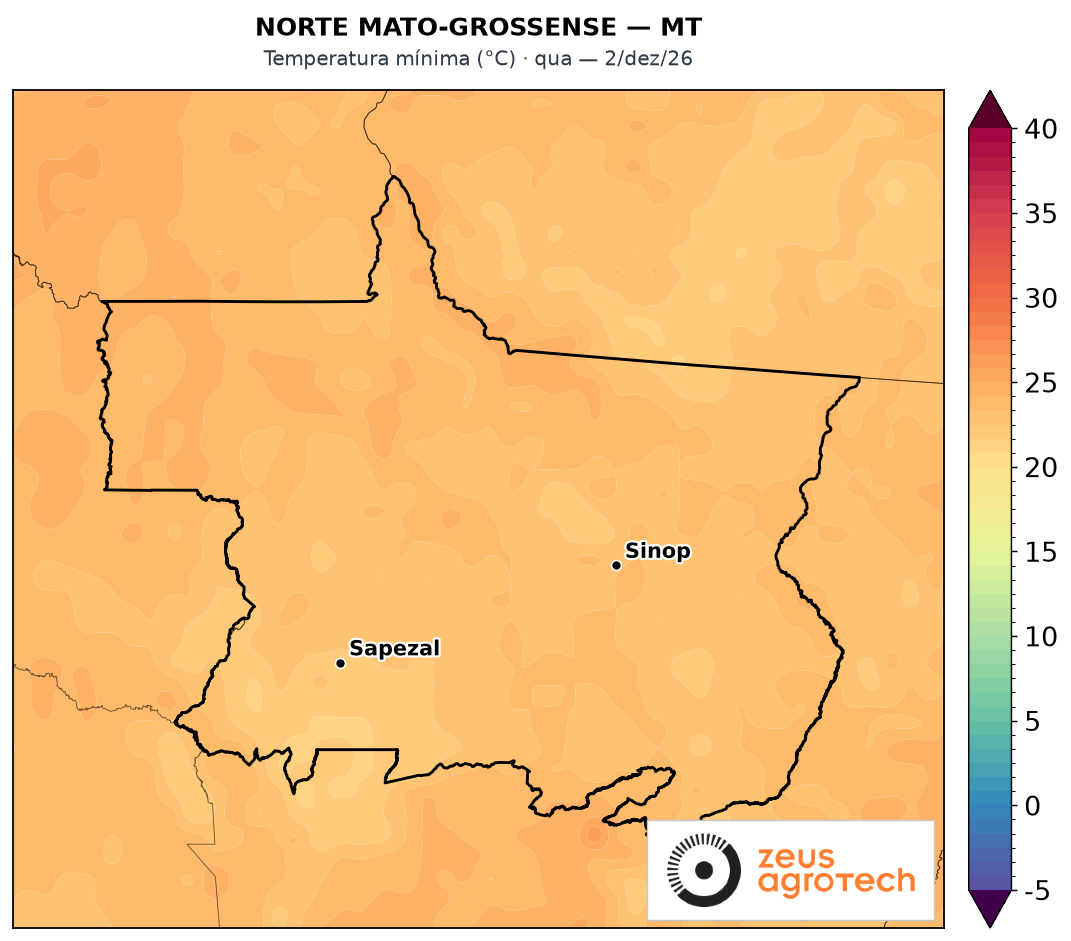 NORTE MATO-GROSSENSE — MT
Temperatura mínima (°C) · qua — 2/dez/26
40
35
30
25
20
15
10
5
0
-5
Sinop
Sapezal
zeus
agrotech